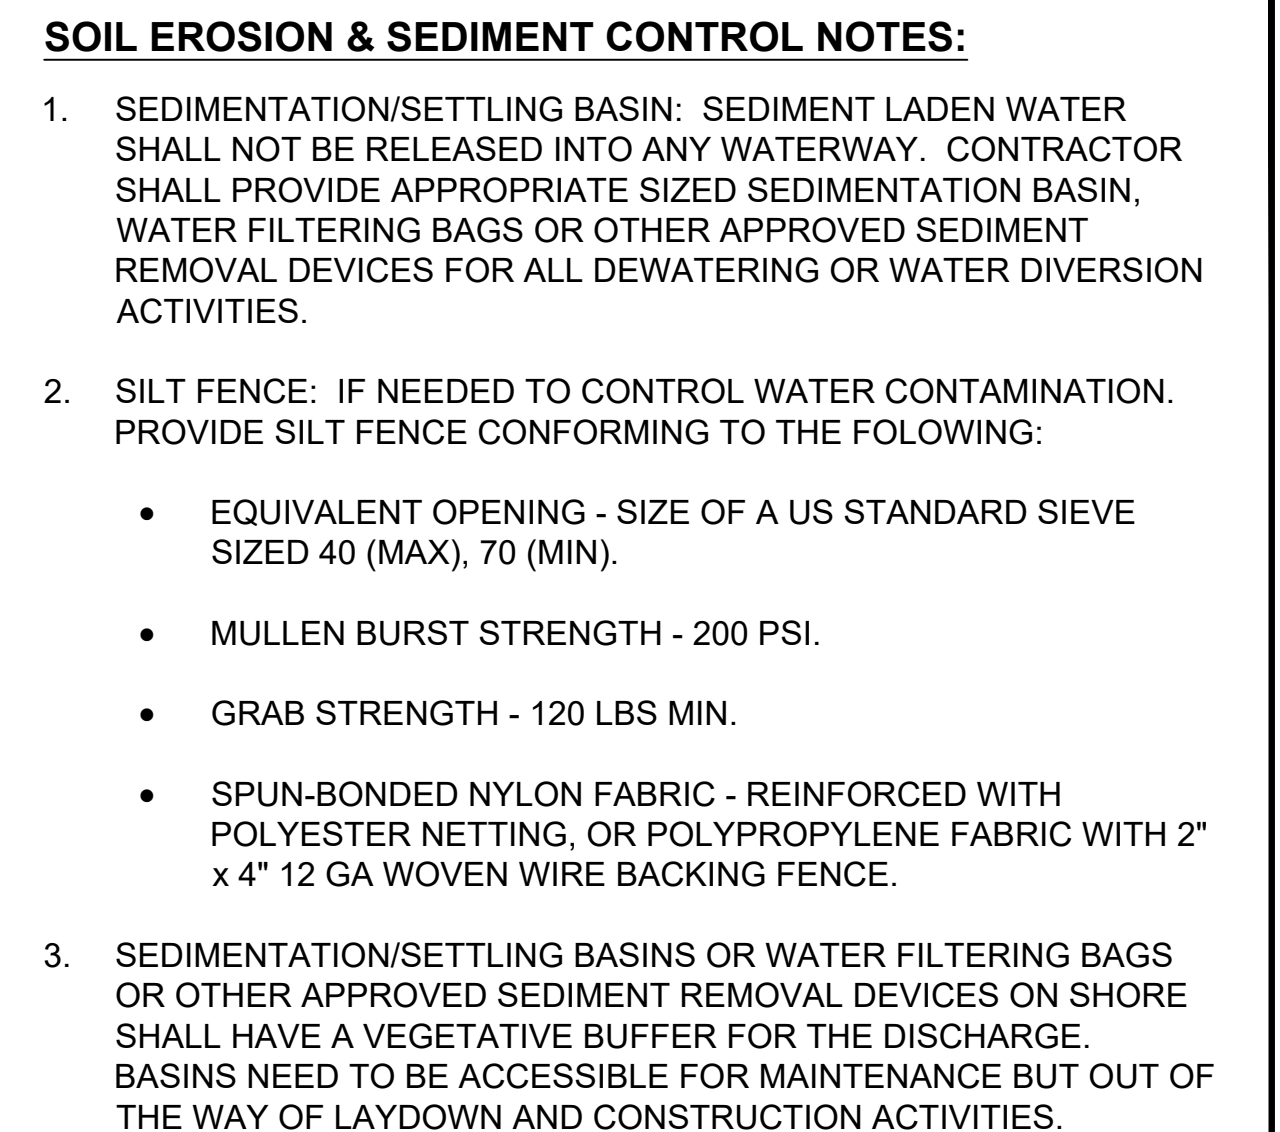 SOIL EROSION & SEDIMENT CONTROL NOTES:
1. SEDIMENTATION/SETTLING BASIN: SEDIMENT LADEN WATER
SHALL NOT BE RELEASED INTO ANY WATERWAY. CONTRACTOR
SHALL PROVIDE APPROPRIATE SIZED SEDIMENTATION BASIN,
WATER FILTERING BAGS OR OTHER APPROVED SEDIMENT
REMOVAL DEVICES FOR ALL DEWATERING OR WATER DIVERSION
ACTIVITIES.
2. SILT FENCE: IF NEEDED TO CONTROL WATER CONTAMINATION.
PROVIDE SILT FENCE CONFORMING TO THE FOLOWING:
• EQUIVALENT OPENING - SIZE OF A US STANDARD SIEVE
SIZED 40 (MAX), 70 (MIN).
• MULLEN BURST STRENGTH - 200 PSI.
• GRAB STRENGTH - 120 LBS MIN.
• SPUN-BONDED NYLON FABRIC - REINFORCED WITH
POLYESTER NETTING, OR POLYPROPYLENE FABRIC WITH 2"
x 4" 12 GA WOVEN WIRE BACKING FENCE.
3. SEDIMENTATION/SETTLING BASINS OR WATER FILTERING BAGS
OR OTHER APPROVED SEDIMENT REMOVAL DEVICES ON SHORE
SHALL HAVE A VEGETATIVE BUFFER FOR THE DISCHARGE.
BASINS NEED TO BE ACCESSIBLE FOR MAINTENANCE BUT OUT OF
THE WAY OF LAYDOWN AND CONSTRUCTION ACTIVITIES.